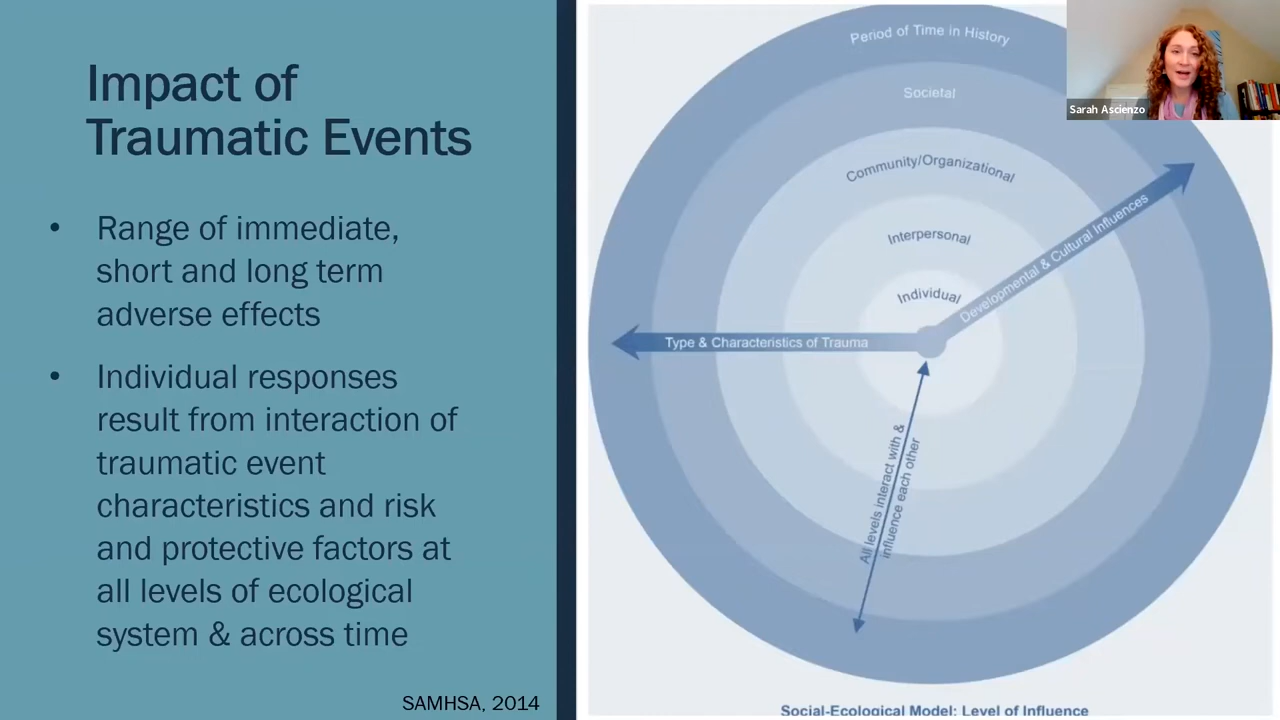 Impact of
Traumatic Events
• Range of immediate,
short and long term
adverse effects
• Individual responses
result from interaction of
traumatic event
characteristics and risk
and protective factors at
all levels of ecological
system & across time
SAMHSA, 2014
Period of Time in History
Societal
Community/Organizational
Interpersonal
Individual
Developmental & Cultural Influences
Type & Characteristics of Trauma
All levels interact with &
influence each other
Social-Ecological Model: Level of Influence
Sarah Ascienzo